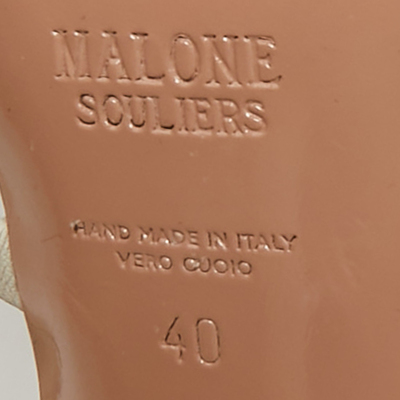 MALONE
SOULIERS
HAND MADE IN ITALY
VERO CUOIO
40